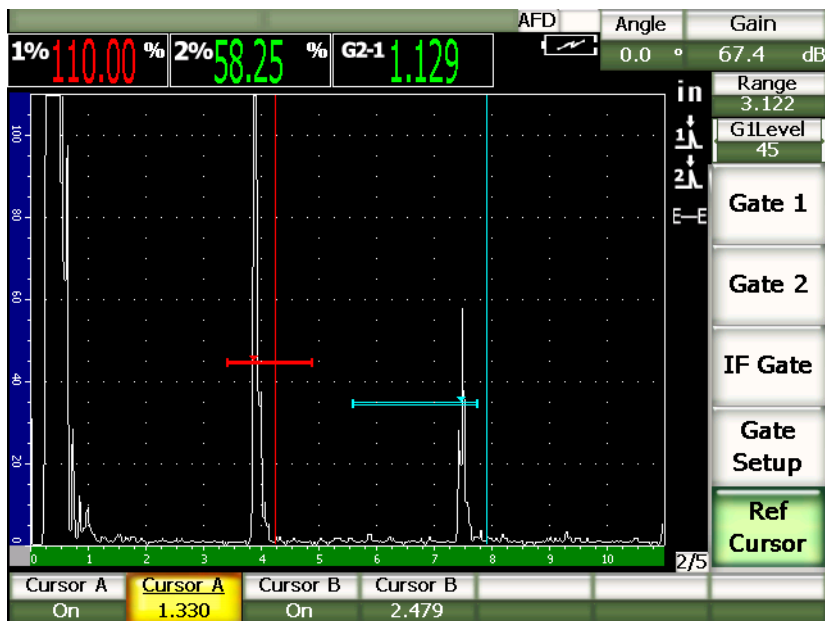 AFD Angle Gain
1% 110.00 % 2% 58.25 % G2-1 1.129 0.0 ° 67.4 dB
in Range
3.122
G1Level
45
1
2
E—E
Gate 1
Gate 2
IF Gate
Gate
Setup
Ref
Cursor
100
80
60
40
20
0
0 1 2 3 4 5 6 7 8 9 10
2/5
Cursor A Cursor A Cursor B Cursor B
On 1.330 On 2.479